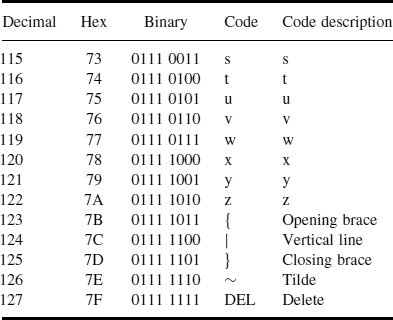 Decimal Hex Binary Code Code description
115 73 0111 0011 s s
116 74 0111 0100 t t
117 75 0111 0101 u u
118 76 0111 0110 v v
119 77 0111 0111 w w
120 78 0111 1000 x x
121 79 0111 1001 y y
122 7A 0111 1010 z z
123 7B 0111 1011 { Opening brace
124 7C 0111 1100 | Vertical line
125 7D 0111 1101 } Closing brace
126 7E 0111 1110 ~ Tilde
127 7F 0111 1111 DEL Delete